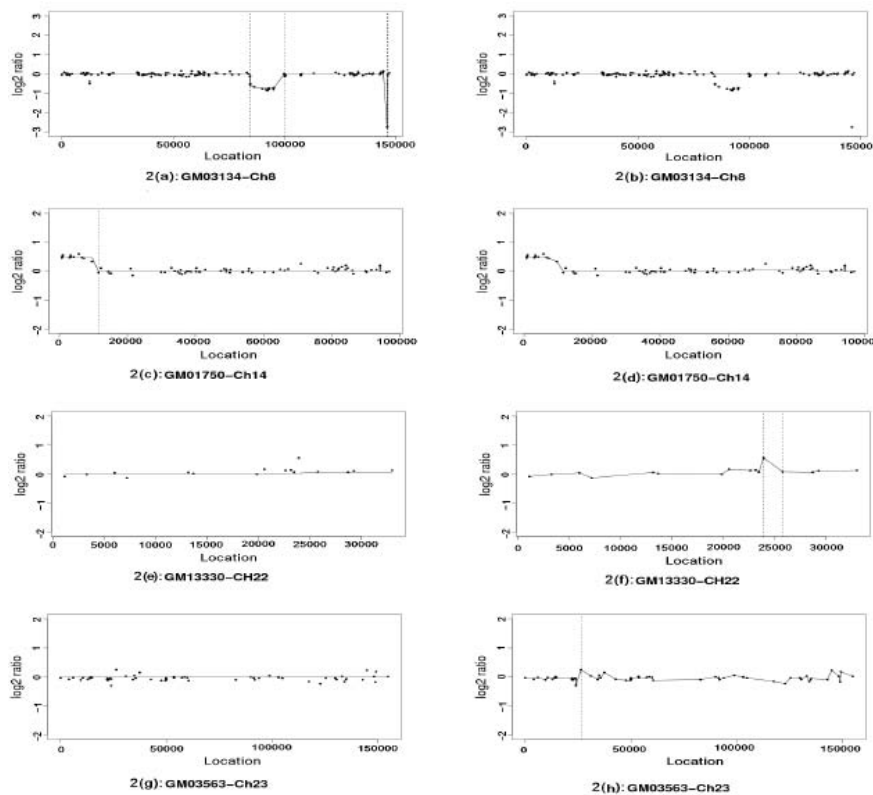 log2 ratio
3
2
1
0
-1
-2
-3
0 50000 100000 150000
Location
2(a): GM03134-Ch8
log2 ratio
3
2
1
0
-1
-2
-3
0 50000 100000 150000
Location
2(b): GM03134-Ch8
log2 ratio
2
1
0
-1
-2
0 20000 40000 60000 80000 100000
Location
2(c): GM01750-Ch14
log2 ratio
2
1
0
-1
-2
0 20000 40000 60000 80000 10000
Location
2(d): GM01750-Ch14
log2 ratio
2
1
0
-1
-2
0 5000 10000 15000 20000 25000 30000
Location
2(e): GM13330-CH22
log2 ratio
2
1
0
-1
-2
0 5000 10000 15000 20000 25000 30000
Location
2(f): GM13330-CH22
log2 ratio
2
1
0
-1
-2
0 50000 100000 150000
Location
2(g): GM03563-Ch23
log2 ratio
2
1
0
-1
-2
0 50000 100000 150000
Location
2(h): GM03563-Ch23